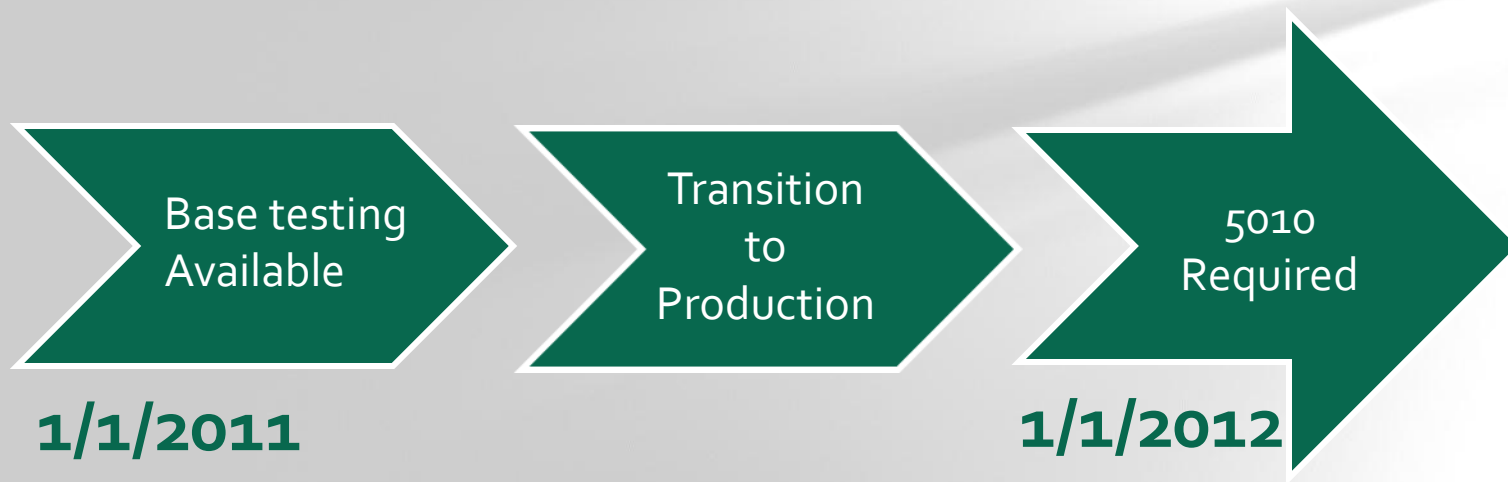 Base testing
Available
Transition
to
Production
5010
Required
1/1/2011
1/1/2012